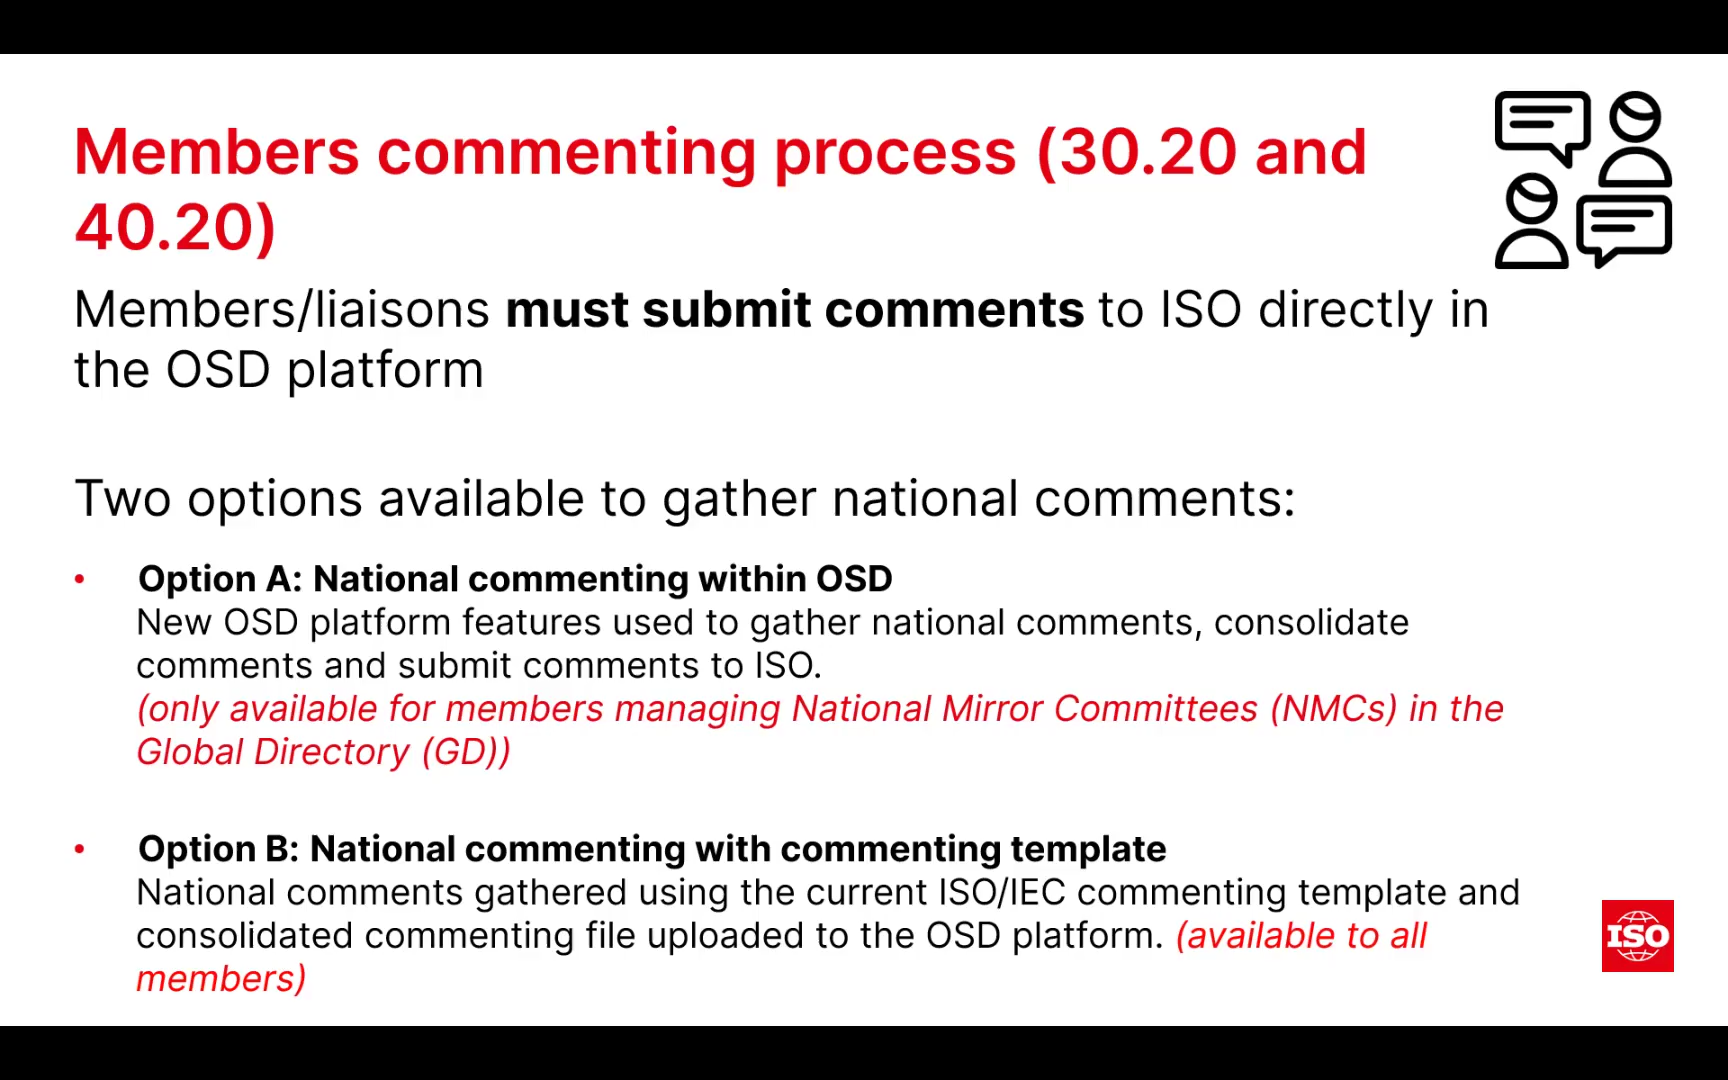 Members commenting process (30.20 and
40.20)
Members/liaisons must submit comments to ISO directly in
the OSD platform
Two options available to gather national comments:
• Option A: National commenting within OSD
New OSD platform features used to gather national comments, consolidate
comments and submit comments to ISO.
(only available for members managing National Mirror Committees (NMCs) in the
Global Directory (GD))
• Option B: National commenting with commenting template
National comments gathered using the current ISO/IEC commenting template and
consolidated commenting file uploaded to the OSD platform. (available to all
members)
ISO